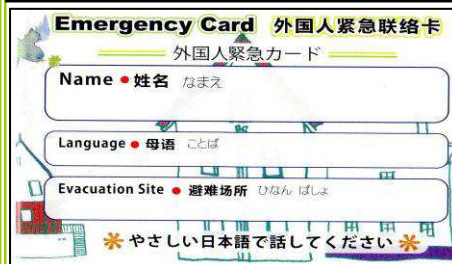 Emergency Card 外国人紧急联络卡
外国人緊急カード
Name ● 姓名 なまえ
Language ● 母语 ことば
Evacuation Site ● 避难场所 ひなん ばしょ
やさしい日本語で話してください